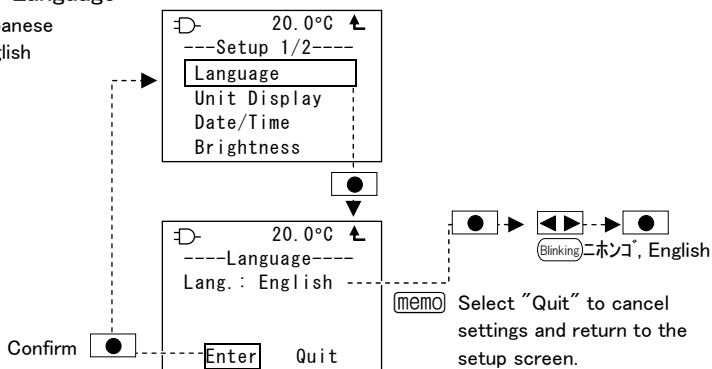 Language
panese
glish
20.0°C
---Setup 1/2----
Language
Unit Display
Date/Time
Brightness
20.0°C
----Language----
Lang.: English
Enter Quit
Confirm
Blinking ニホンゴ, English
memo Select "Quit" to cancel
settings and return to the
setup screen.